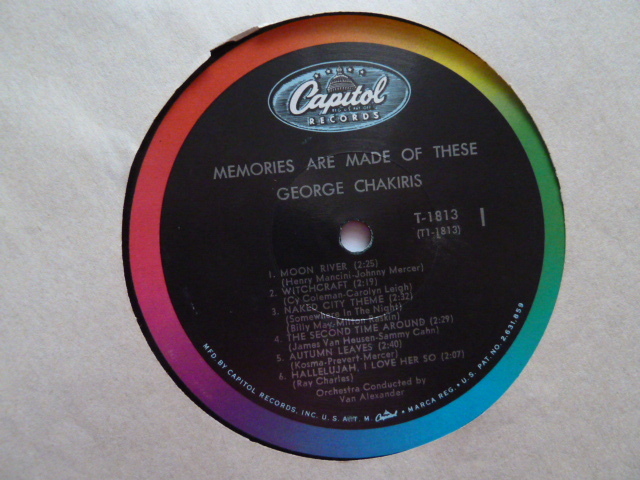 Capitol
RECORDS
MEMORIES ARE MADE OF THESE
GEORGE CHAKIRIS
T-1813 1
(T1-1813)
1. MOON RIVER (2:25)
(Henry Mancini-Johnny Mercer)
2. WITCHCRAFT (2:19)
(Cy Coleman-Carolyn Leigh)
3. NAKED CITY THEME (2:32)
(Somewhere In The Night)
(Billy May-Milton Raskin)
4. THE SECOND TIME AROUND (2:29)
(James Van Heusen-Sammy Cahn)
5. AUTUMN LEAVES (2:40)
(Kosma-Prevert-Mercer)
6. HALLELUJAH, I LOVE HER SO (2:07)
(Ray Charles)
Orchestra Conducted by
Van Alexander
MFD. BY CAPITOL RECORDS, INC. U.S.A. T.M. Capitol • MARCA REG. • U.S. PAT. NO. 2,631,859